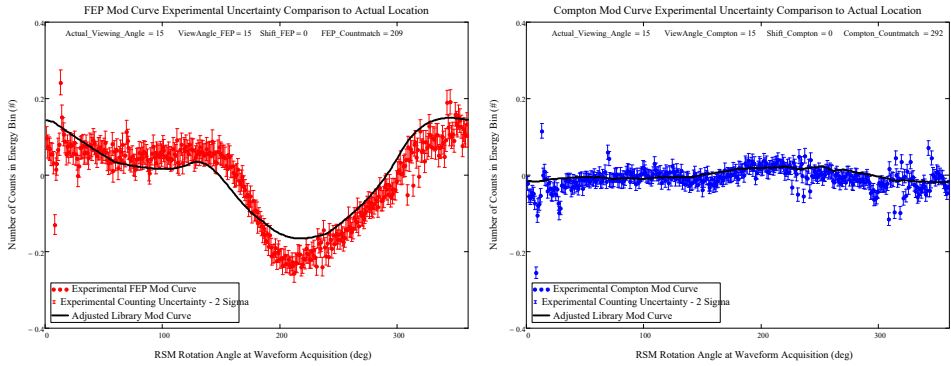 FEP Mod Curve Experimental Uncertainty Comparison to Actual Location
Actual_Viewing_Angle = 15 ViewAngle_FEP = 15 Shift_FEP = 0 FEP_Countmatch = 209
Number of Counts in Energy Bin (#)
0.4
0.2
0
− 0.2
− 0.4
Experimental FEP Mod Curve
Experimental Counting Uncertainty - 2 Sigma
Adjusted Library Mod Curve
0 100 200 300
RSM Rotation Angle at Waveform Acquisition (deg)
Compton Mod Curve Experimental Uncertainty Comparison to Actual Location
Actual_Viewing_Angle = 15 ViewAngle_Compton = 15 Shift_Compton = 0 Compton_Countmatch = 292
Number of Counts in Energy Bin (#)
0.4
0.2
0
− 0.2
− 0.4
Experimental Compton Mod Curve
Experimental Counting Uncertainty - 2 Sigma
Adjusted Library Mod Curve
0 100 200 300
RSM Rotation Angle at Waveform Acquisition (deg)